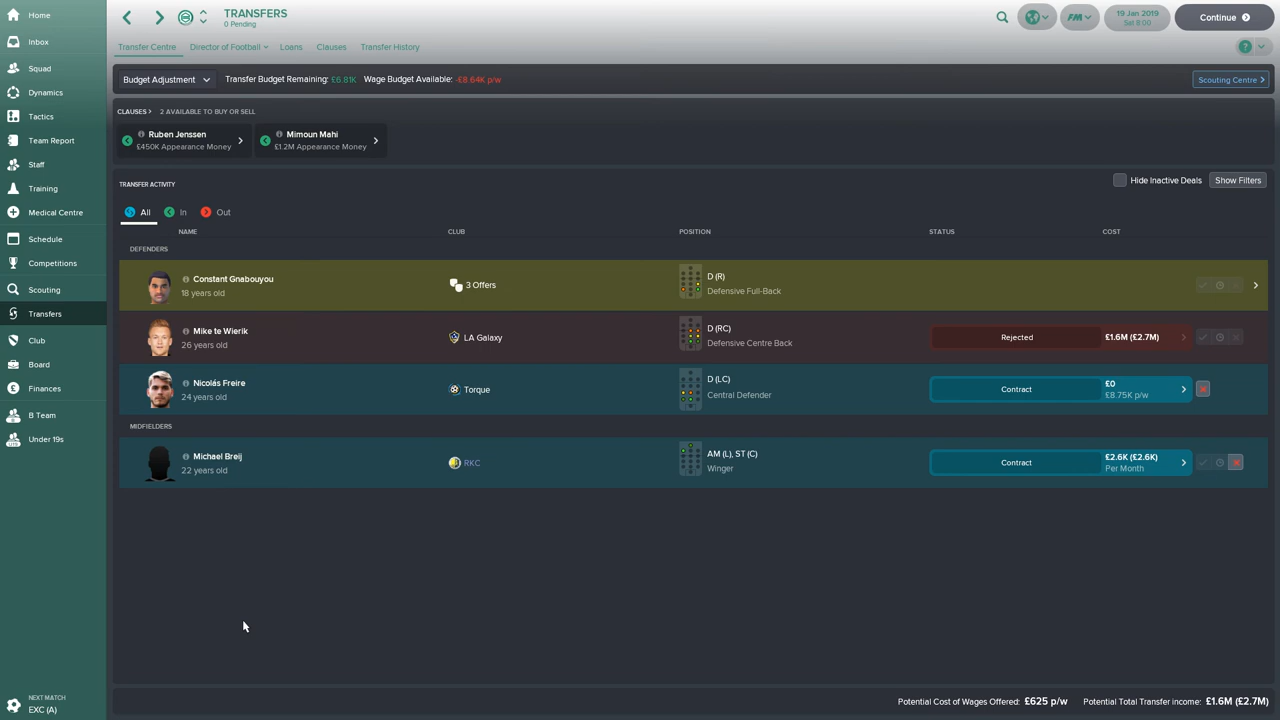 Home
Inbox
Squad
Dynamics
Tactics
Team Report
Staff
Training
Medical Centre
Schedule
Competitions
Scouting
Transfers
Club
Board
Finances
B Team
Under 19s
NEXT MATCH
EXC (A)
TRANSFERS
0 Pending
FM
19 Jan 2019
Sat 8:00
Continue
Transfer Centre
Director of Football
Loans
Clauses
Transfer History
?
Budget Adjustment
Transfer Budget Remaining: £6.81K
Wage Budget Available: -£8.64K p/w
Scouting Centre
CLAUSES >
2 AVAILABLE TO BUY OR SELL
Ruben Jenssen
£450K Appearance Money
Mimoun Mahi
£1.2M Appearance Money
TRANSFER ACTIVITY
Hide Inactive Deals
Show Filters
All
In
Out
NAME
CLUB
POSITION
STATUS
COST
DEFENDERS
Constant Gnabouyou
18 years old
3 Offers
D (R)
Defensive Full-Back
Mike te Wierik
26 years old
LA Galaxy
D (RC)
Defensive Centre Back
Rejected
£1.6M (£2.7M)
Nicolás Freire
24 years old
Torque
D (LC)
Central Defender
Contract
£0
£8.75K p/w
MIDFIELDERS
Michael Breij
22 years old
RKC
AM (L), ST (C)
Winger
Contract
£2.6K (£2.6K)
Per Month
Potential Cost of Wages Offered: £625 p/w
Potential Total Transfer income: £1.6M (£2.7M)